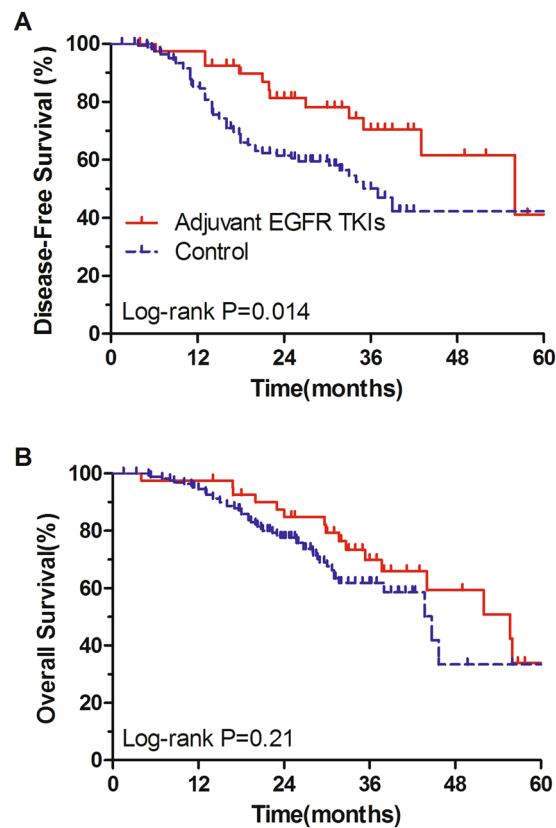 A
Disease-Free Survival (%)
100
80
60
40
20
0
Adjuvant EGFR TKIs
Control
Log-rank P=0.014
0 12 24 36 48 60
Time(months)
B
Overall Survival(%)
100
80
60
40
20
0
Log-rank P=0.21
0 12 24 36 48 60
Time(months)